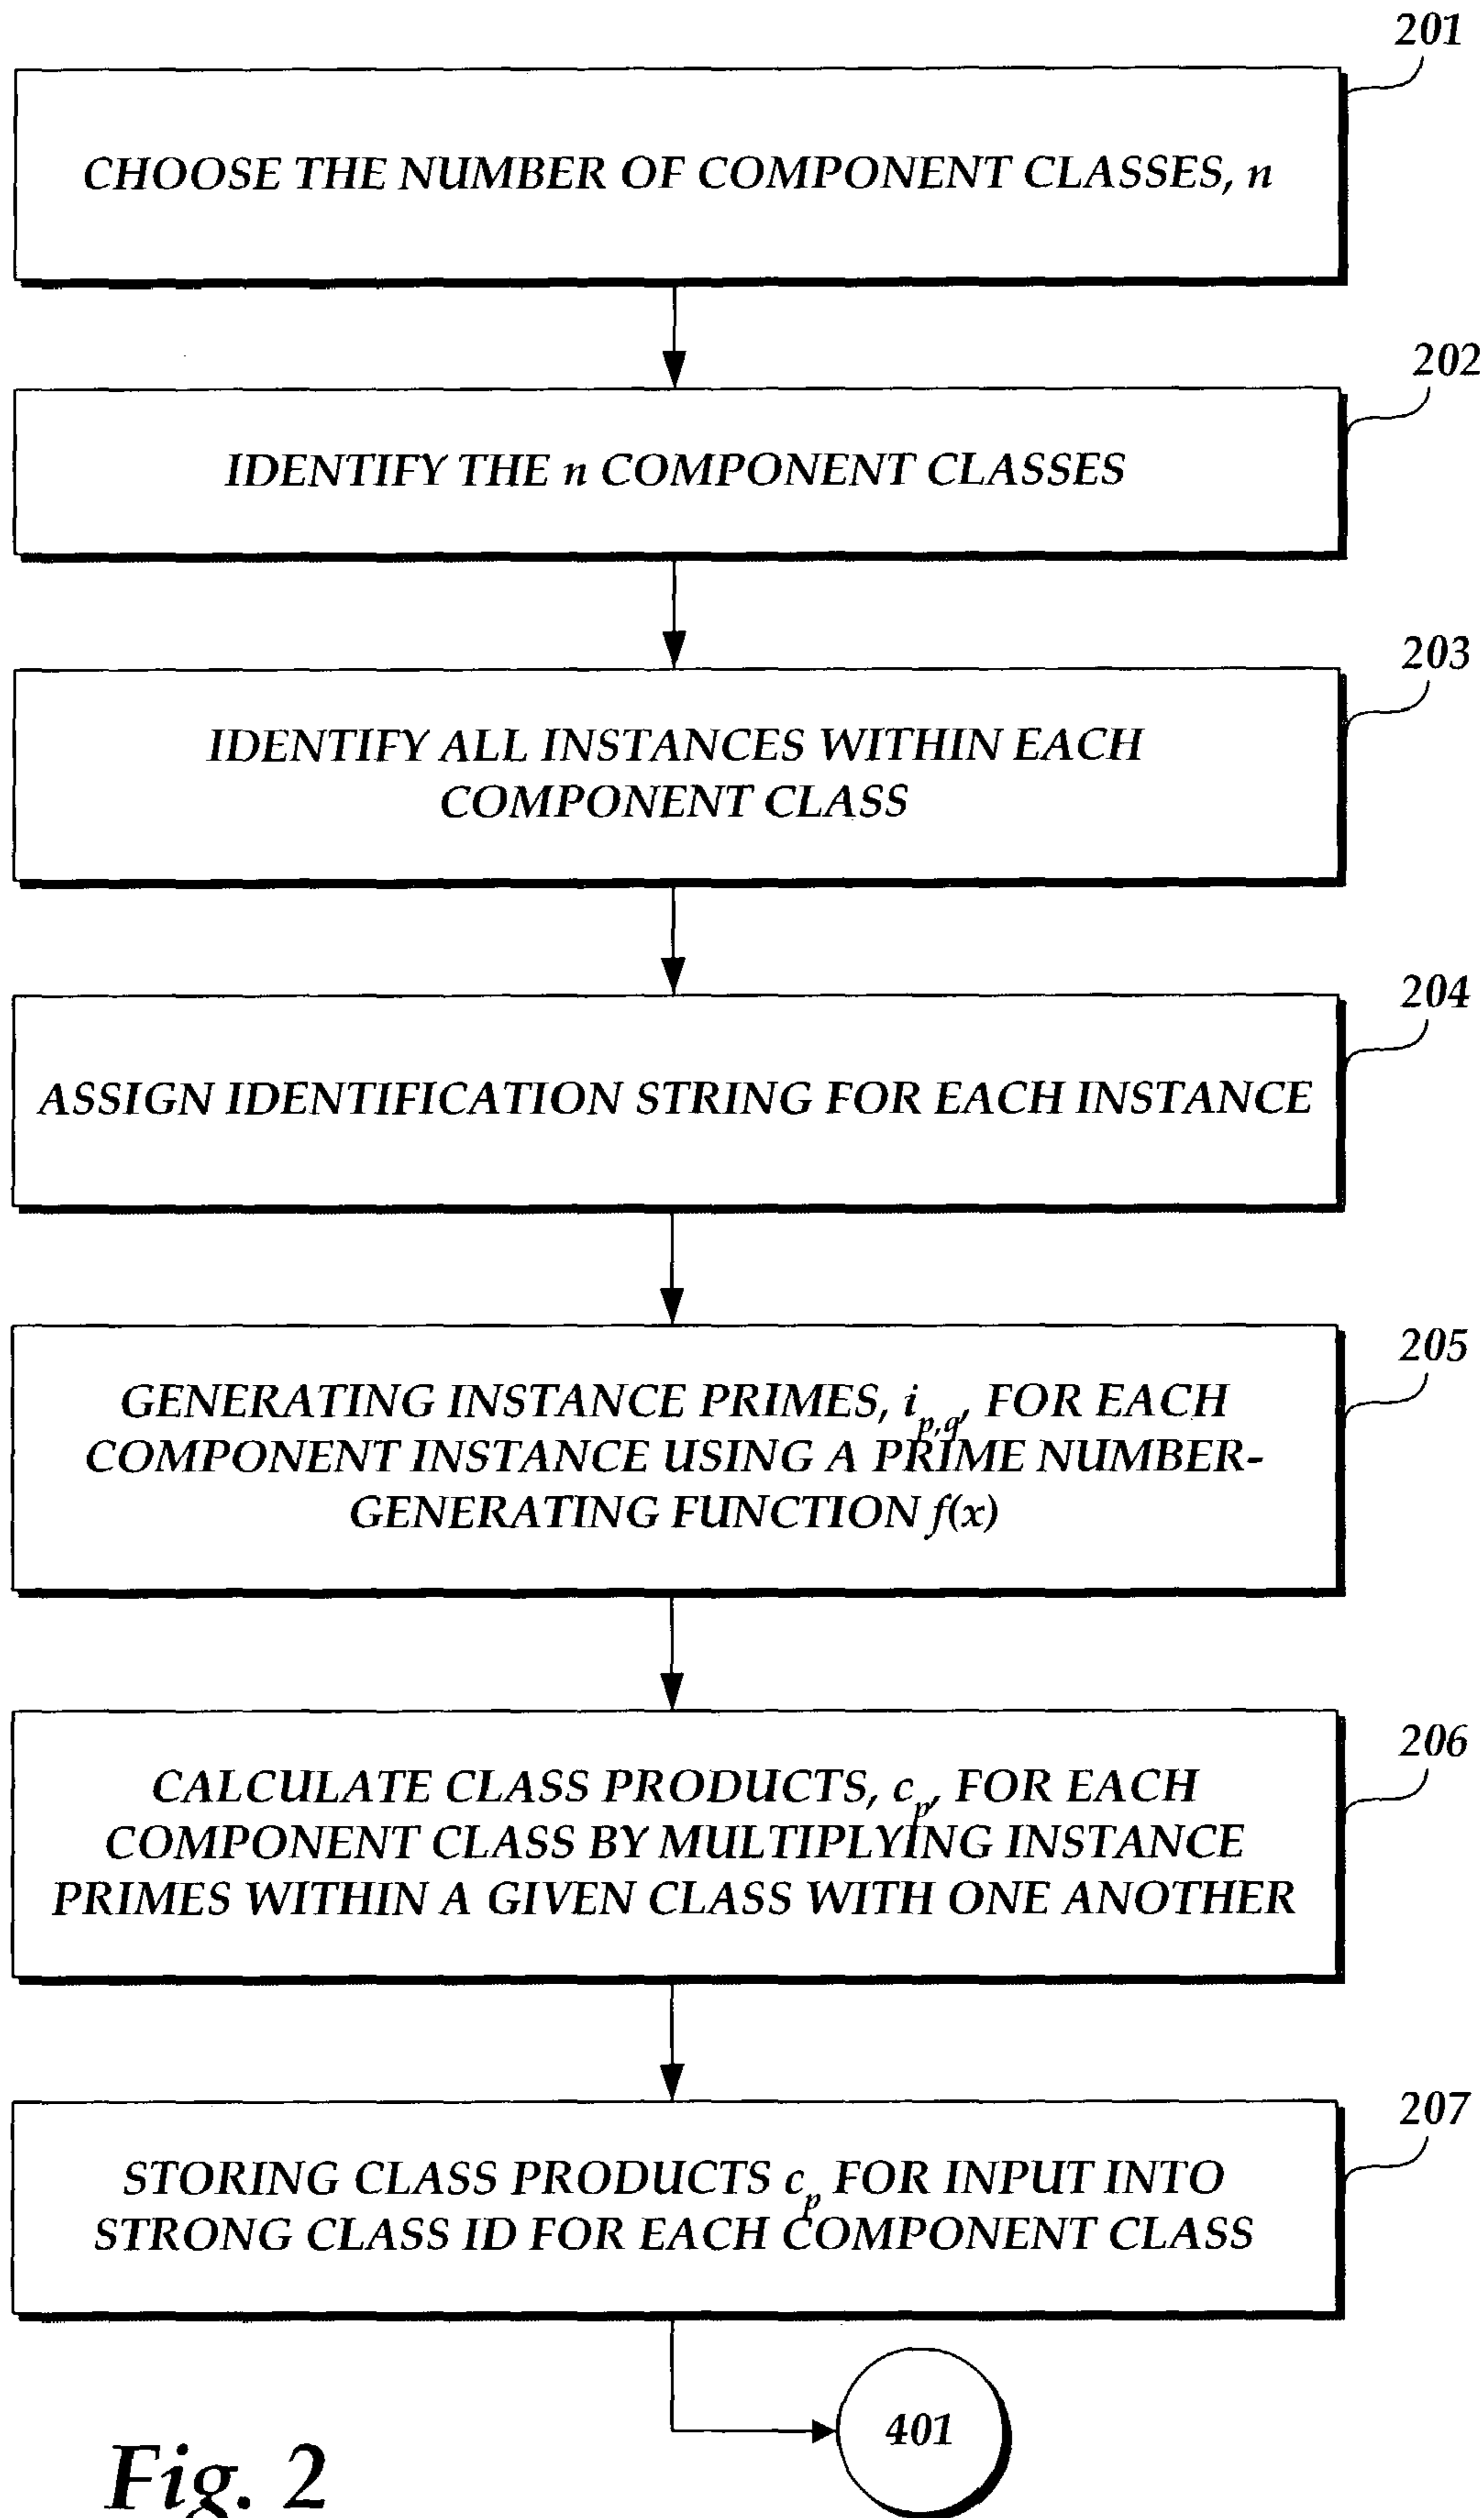 201
CHOOSE THE NUMBER OF COMPONENT CLASSES, n
202
IDENTIFY THE n COMPONENT CLASSES
203
IDENTIFY ALL INSTANCES WITHIN EACH
COMPONENT CLASS
204
ASSIGN IDENTIFICATION STRING FOR EACH INSTANCE
205
GENERATING INSTANCE PRIMES, i_{p,q}, FOR EACH
COMPONENT INSTANCE USING A PRIME NUMBER-
GENERATING FUNCTION f(x)
206
CALCULATE CLASS PRODUCTS, c_p, FOR EACH
COMPONENT CLASS BY MULTIPLYING INSTANCE
PRIMES WITHIN A GIVEN CLASS WITH ONE ANOTHER
207
STORING CLASS PRODUCTS c_p FOR INPUT INTO
STRONG CLASS ID FOR EACH COMPONENT CLASS
401
Fig. 2